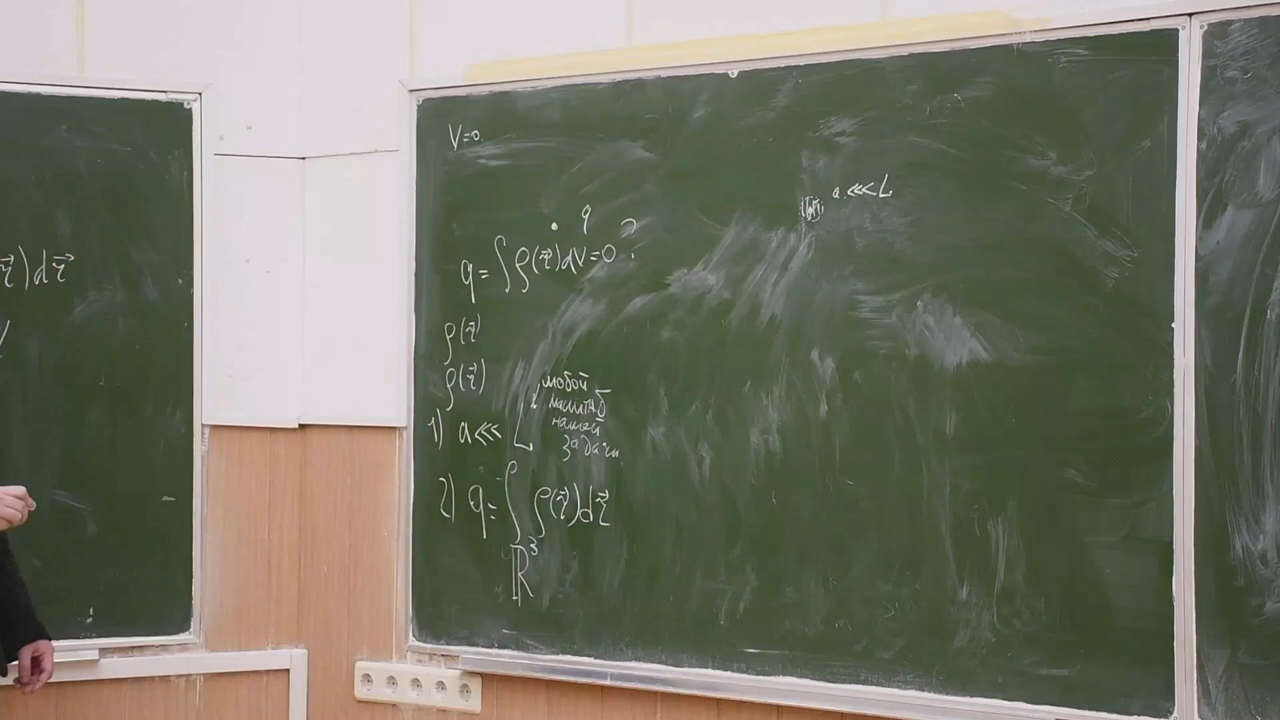 r⃗)dr⃗
V=0
a<<<L
q
q=∫ρ(r⃗)dV=0 ?
ρ(r⃗)
ρ(r⃗)
1) a<<< L
любой
масштаб
нашей
задачи
2) q=∫ρ(r⃗)dr⃗
ℝ³